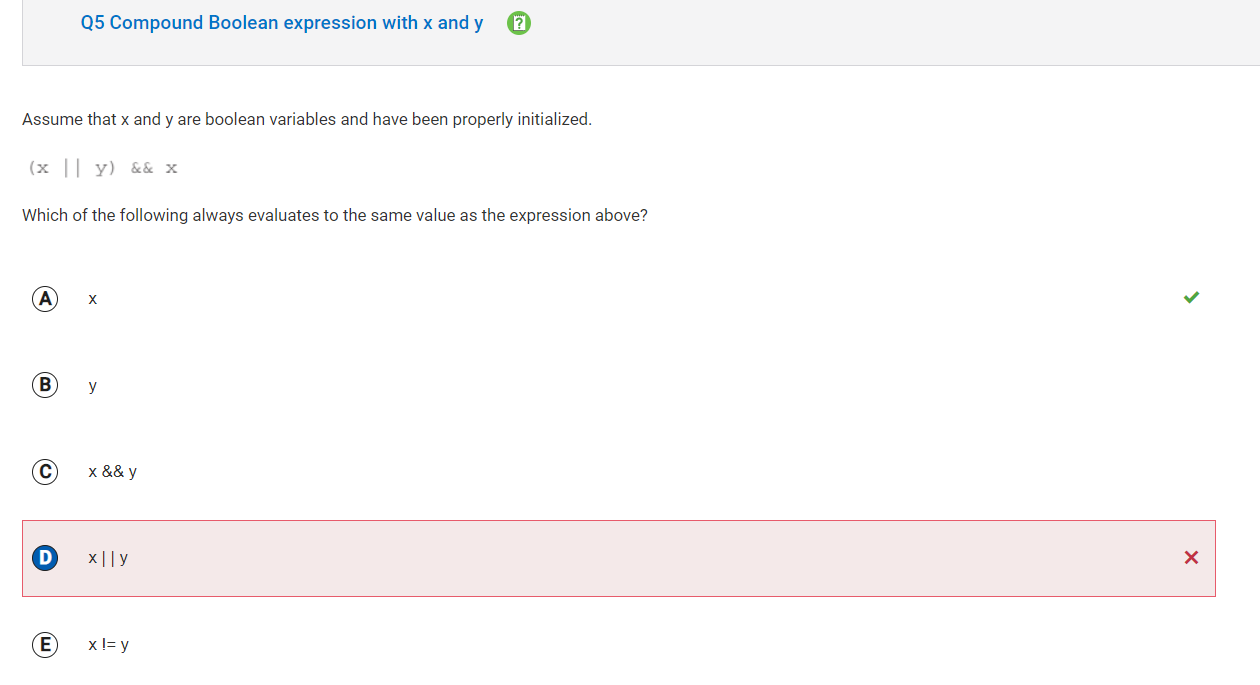 Q5 Compound Boolean expression with x and y ?
Assume that x and y are boolean variables and have been properly initialized.
(x || y) && x
Which of the following always evaluates to the same value as the expression above?
A x
B y
C x && y
D x || y
E x != y